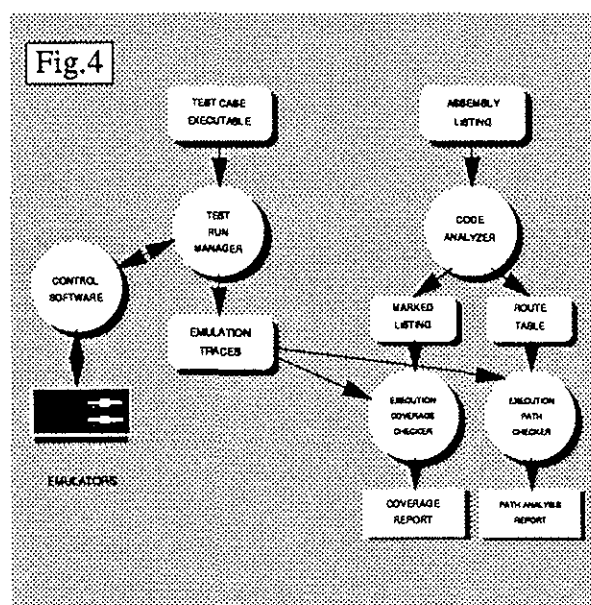 Fig.4
TEST CASE
EXECUTABLE
ASSEMBLY
LISTING
TEST
RUN
MANAGER
CODE
ANALYZER
CONTROL
SOFTWARE
MARKED
LISTING
ROUTE
TABLE
EMULATION
TRACES
EXECUTION
COVERAGE
CHECKER
EXECUTION
PATH
CHECKER
EMULATORS
COVERAGE
REPORT
PATH ANALYSIS
REPORT